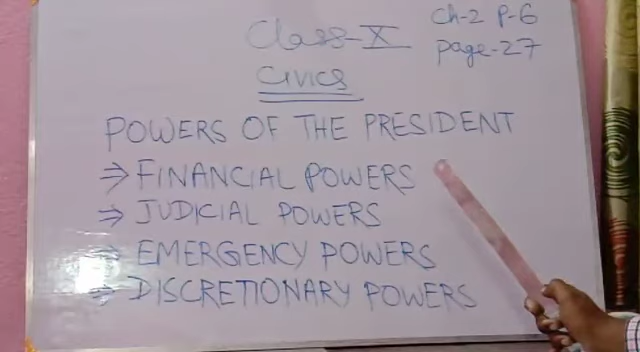 Class-X
Ch-2 P-6
page-27
CIVICS
POWERS OF THE PRESIDENT
⇒ FINANCIAL POWERS
⇒ JUDICIAL POWERS
⇒ EMERGENCY POWERS
⇒ DISCRETIONARY POWERS